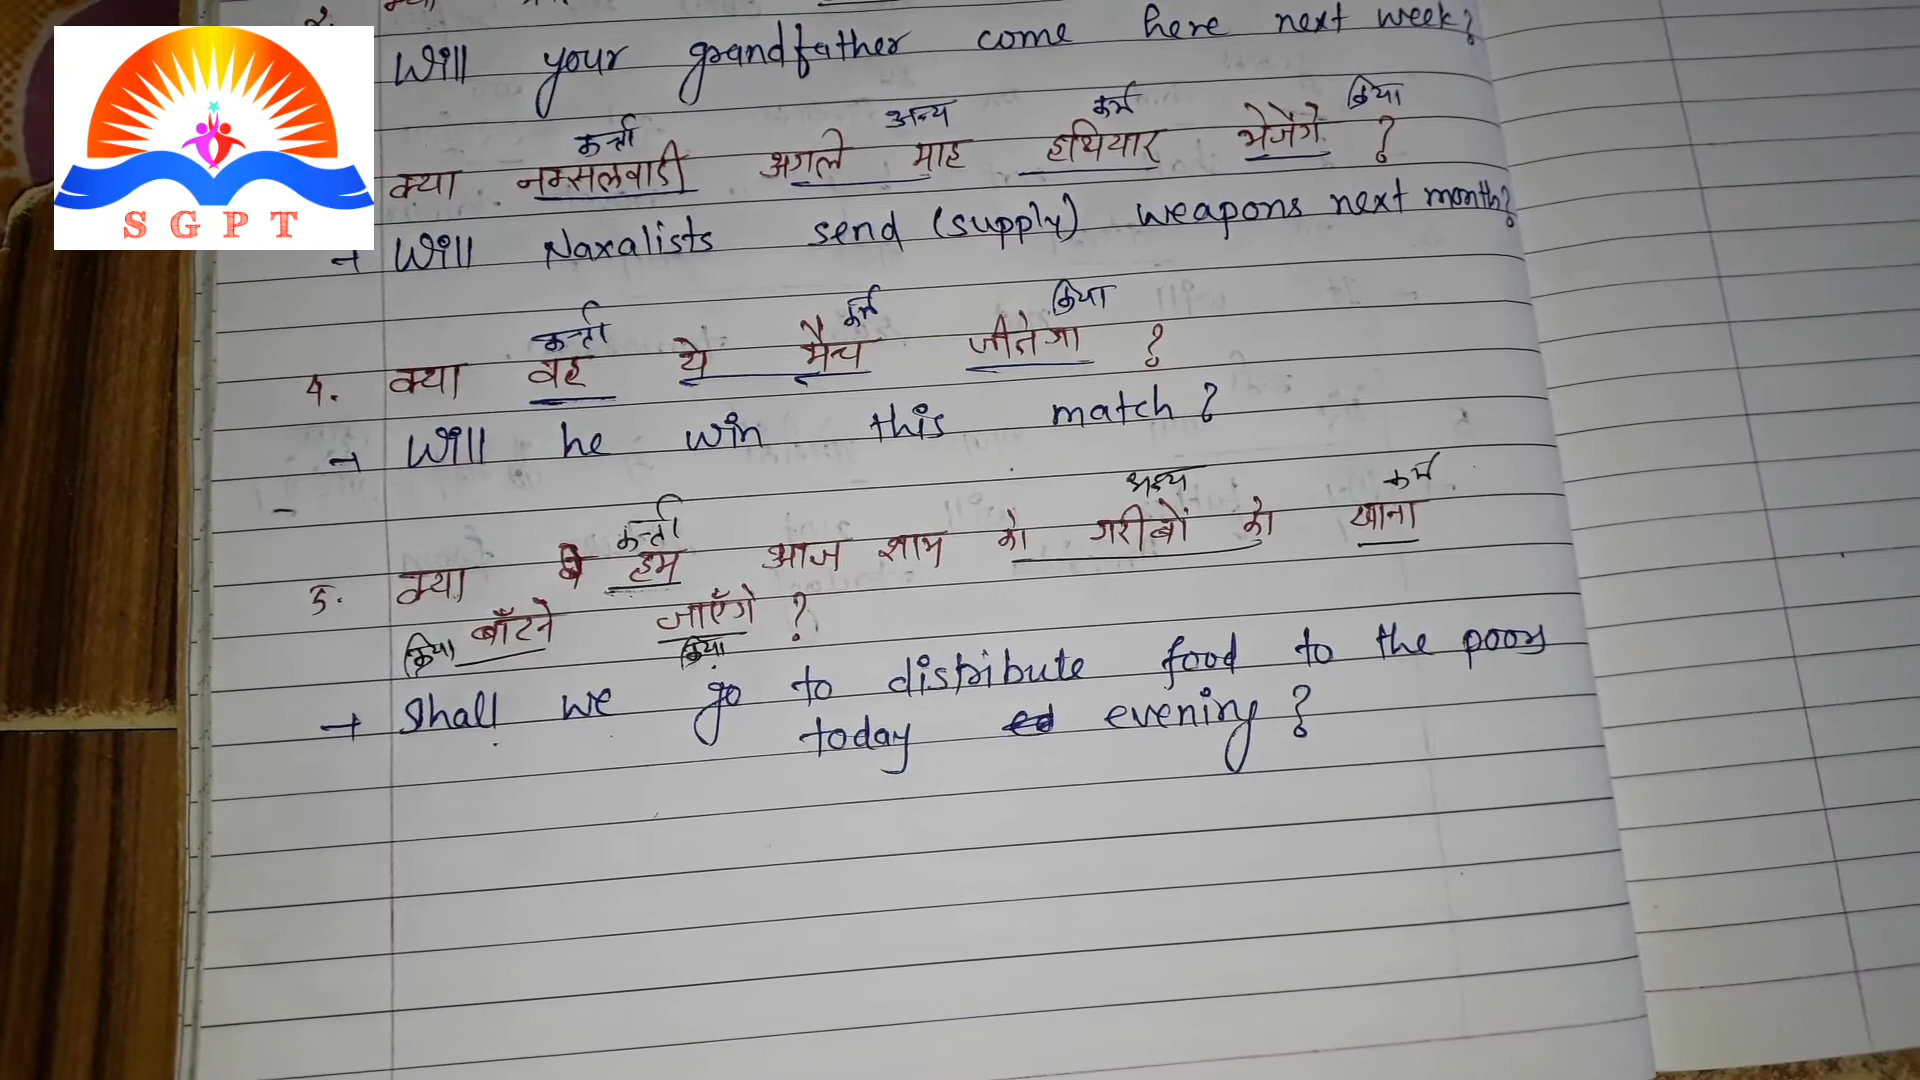 2. क्या
Will your grandfather come here next week?
कर्त्ता अन्य कर्म क्रिया
क्या नक्सलवादी अगले माह हथियार भेजेंगे ?
→ Will Naxalists send (supply) weapons next month?
कर्त्ता कर्म क्रिया
4. क्या वह ये मैच जीतेगा ?
→ Will he win this match ?
कर्त्ता अन्य कर्म
5. क्या हम आज शाम को गरीबों को खाना
क्रिया बाँटने जाएँगे ?
क्रिया
→ Shall we go to distribute food to the poor
today evening ?
SGPT